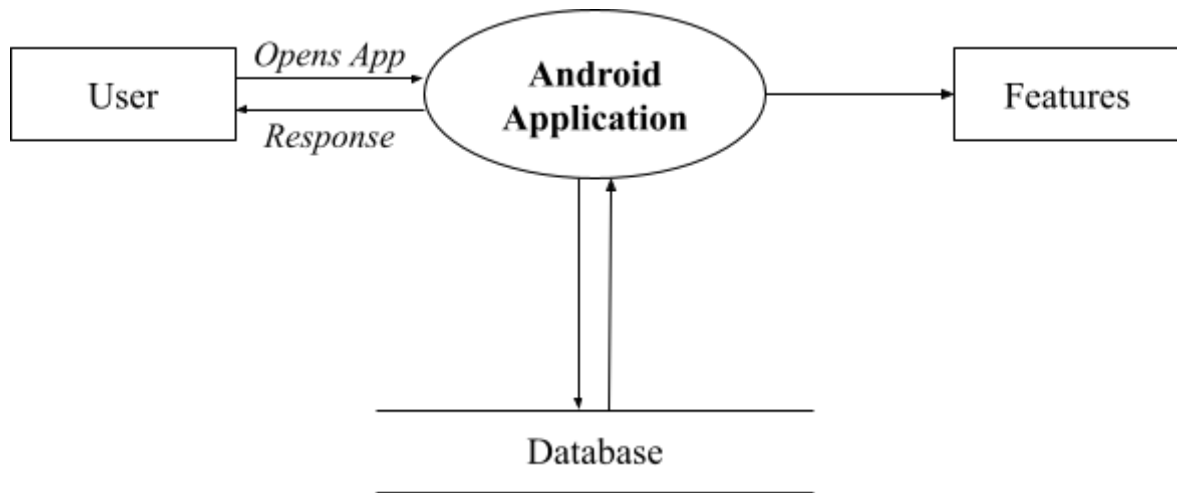 User
Opens App
Response
Android
Application
Features
Database